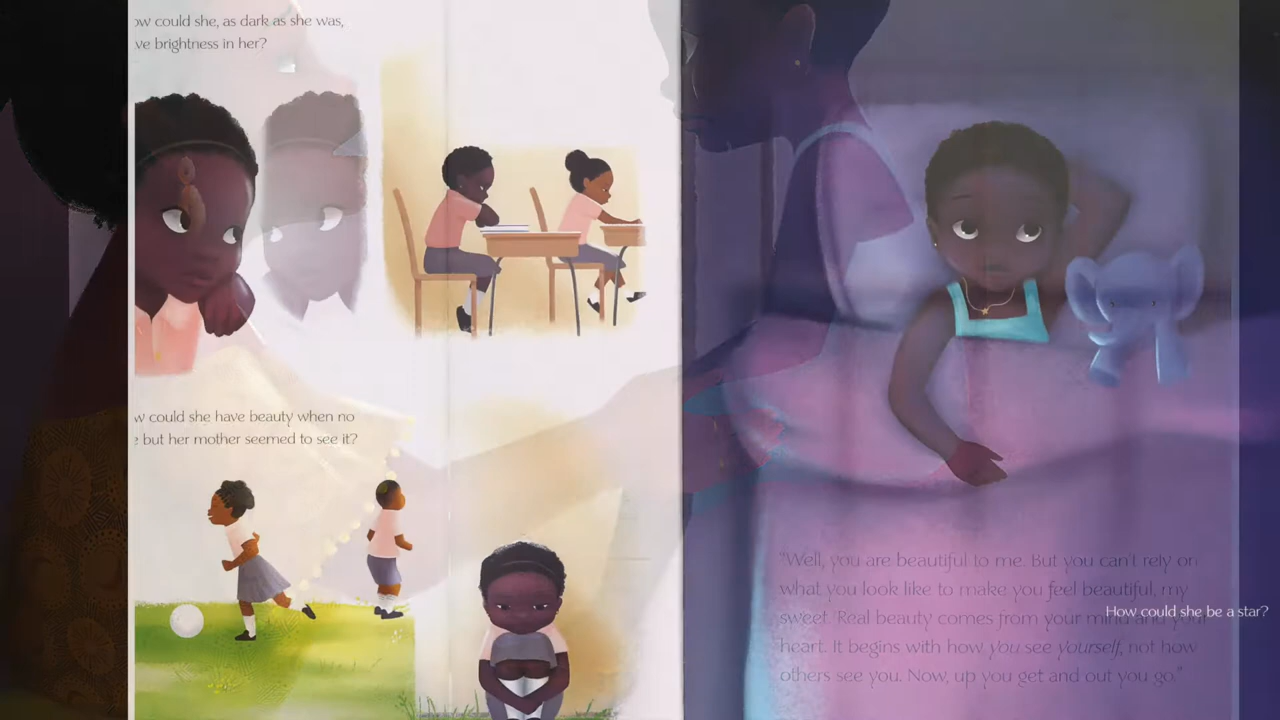 ow could she, as dark as she was,
ve brightness in her?
w could she have beauty when no
e but her mother seemed to see it?
"Well, you are beautiful to me. But you can't rely on
what you look like to make you feel beautiful, my
sweet. Real beauty comes from your mind and your
heart. It begins with how you see yourself, not how
others see you. Now, up you get and out you go."
How could she be a star?